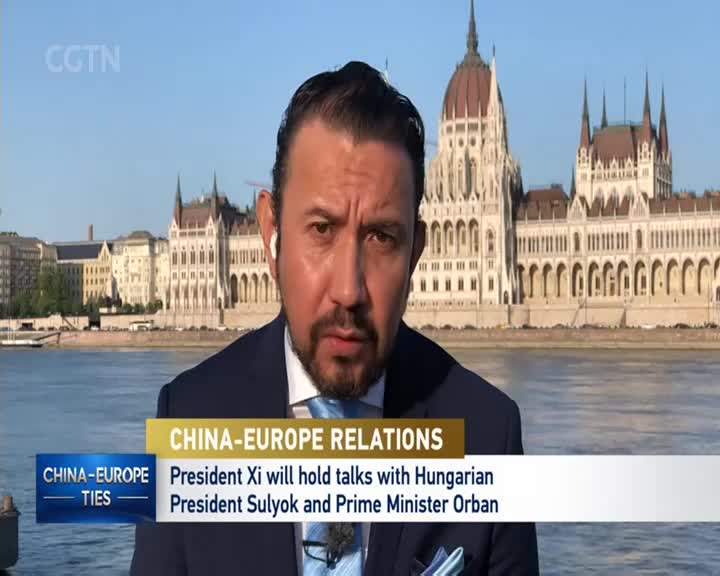 CGTN
CHINA-EUROPE RELATIONS
CHINA-EUROPE
TIES
President Xi will hold talks with Hungarian
President Sulyok and Prime Minister Orban